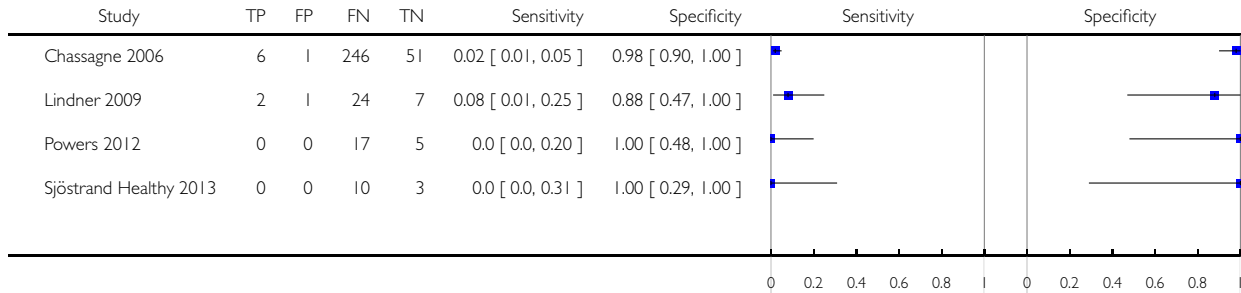 Study TP FP FN TN Sensitivity Specificity Sensitivity Specificity
Chassagne 2006 6 1 246 51 0.02 [ 0.01, 0.05 ] 0.98 [ 0.90, 1.00 ]
Lindner 2009 2 1 24 7 0.08 [ 0.01, 0.25 ] 0.88 [ 0.47, 1.00 ]
Powers 2012 0 0 17 5 0.0 [ 0.0, 0.20 ] 1.00 [ 0.48, 1.00 ]
Sjöstrand Healthy 2013 0 0 10 3 0.0 [ 0.0, 0.31 ] 1.00 [ 0.29, 1.00 ]
0 0.2 0.4 0.6 0.8 1 0 0.2 0.4 0.6 0.8 1